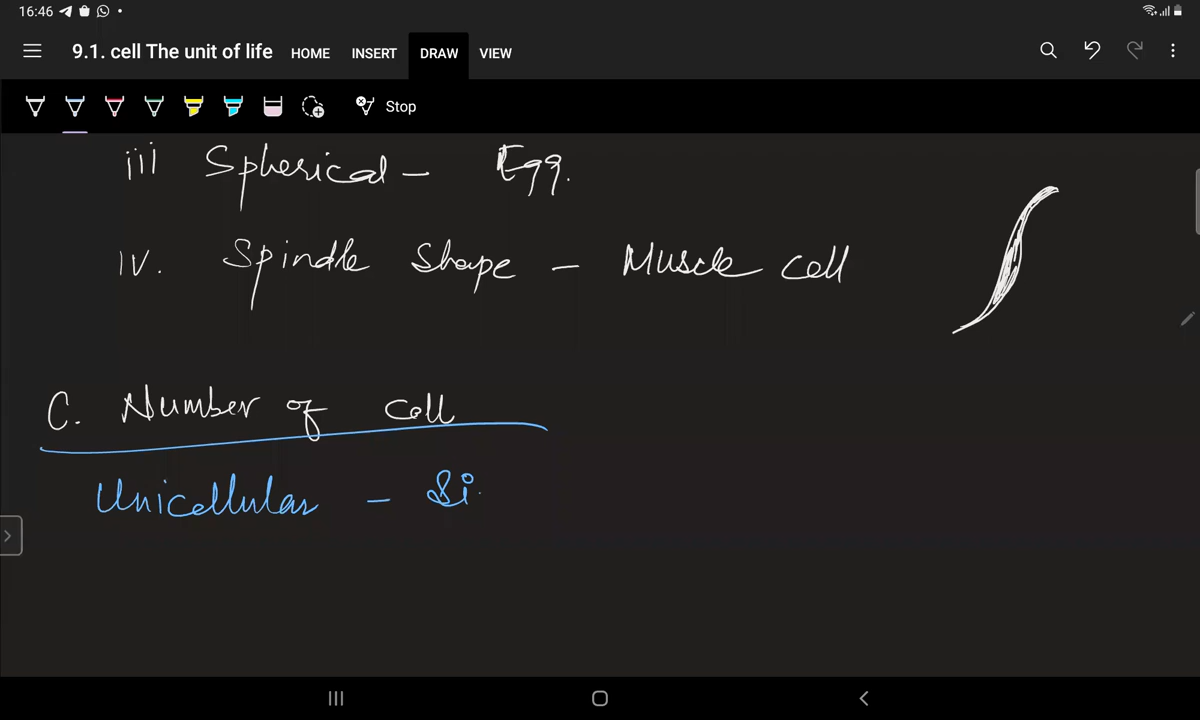 16:46
9.1. cell The unit of life HOME INSERT DRAW VIEW
Stop
iii Spherical - Egg.
iv. Spindle shape - Muscle cell
C. Number of cell
Unicellular - Si